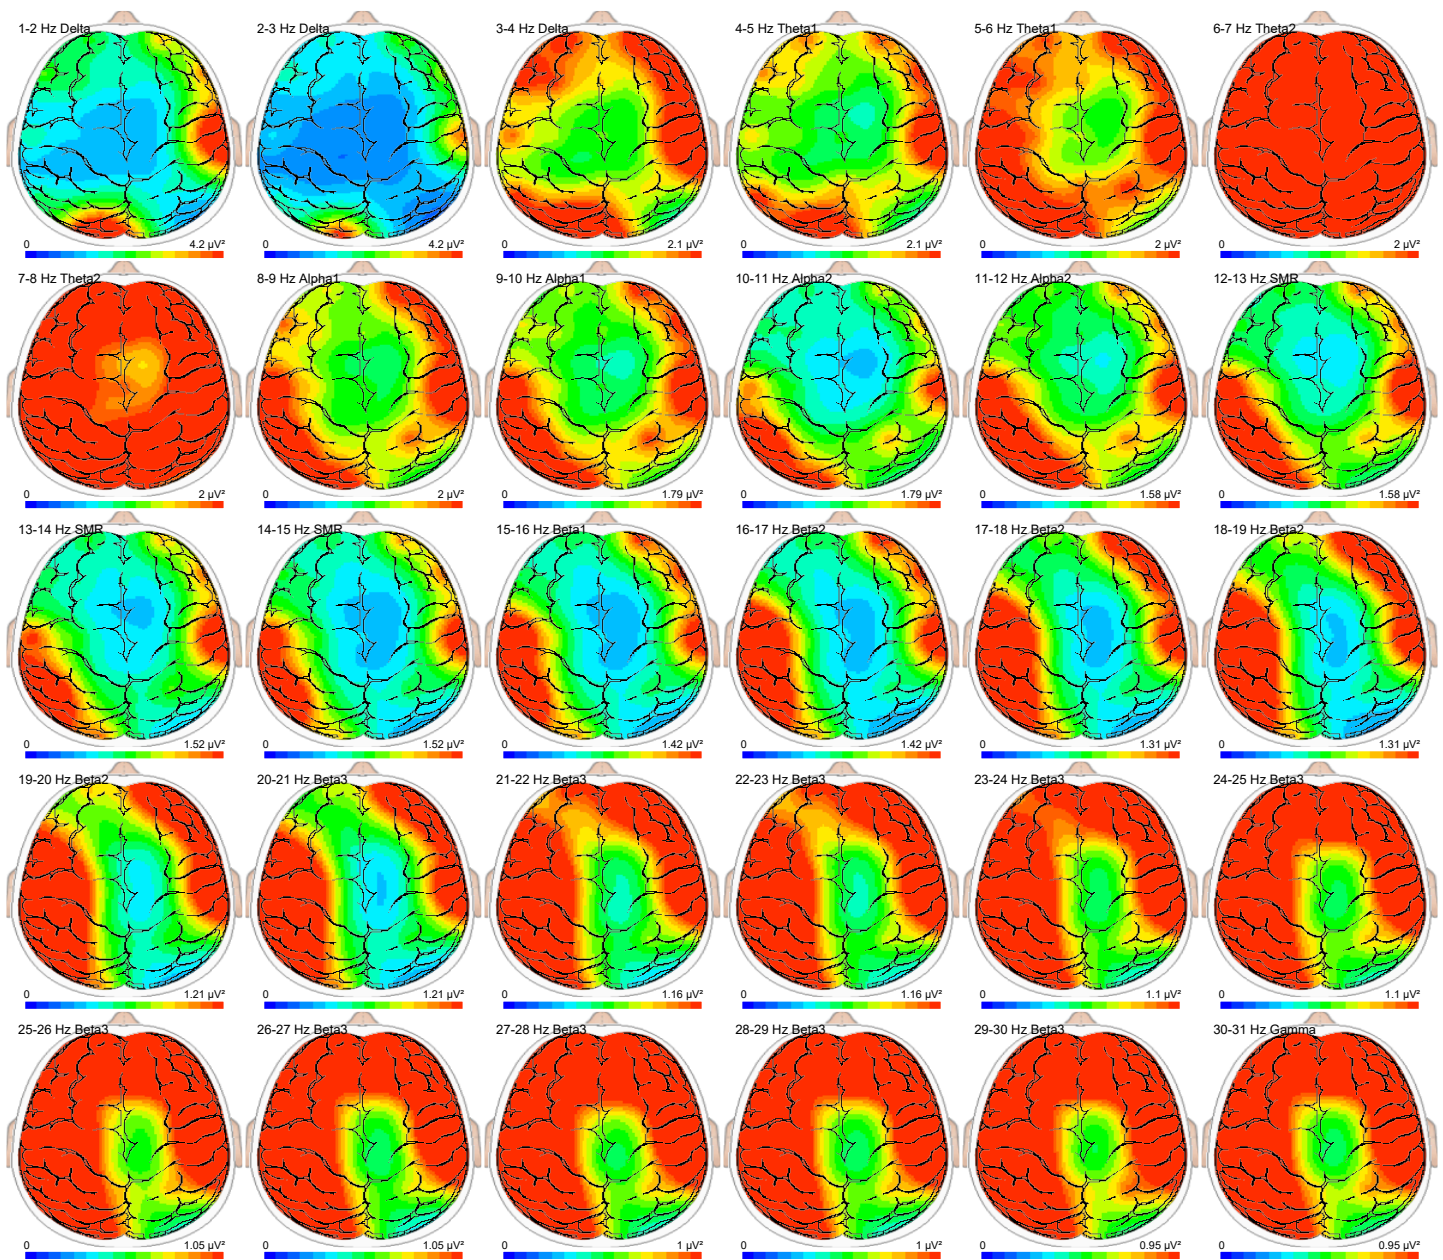 1-2 Hz Delta 2-3 Hz Delta 3-4 Hz Delta 4-5 Hz Theta1 5-6 Hz Theta1 6-7 Hz Theta2
0 4.2 µV² 0 4.2 µV² 0 2.1 µV² 0 2.1 µV² 0 2 µV² 0 2 µV²
7-8 Hz Theta2 8-9 Hz Alpha1 9-10 Hz Alpha1 10-11 Hz Alpha2 11-12 Hz Alpha2 12-13 Hz SMR
0 2 µV² 0 2 µV² 0 1.79 µV² 0 1.79 µV² 0 1.58 µV² 0 1.58 µV²
13-14 Hz SMR 14-15 Hz SMR 15-16 Hz Beta1 16-17 Hz Beta2 17-18 Hz Beta2 18-19 Hz Beta2
0 1.52 µV² 0 1.52 µV² 0 1.42 µV² 0 1.42 µV² 0 1.31 µV² 0 1.31 µV²
19-20 Hz Beta2 20-21 Hz Beta3 21-22 Hz Beta3 22-23 Hz Beta3 23-24 Hz Beta3 24-25 Hz Beta3
0 1.21 µV² 0 1.21 µV² 0 1.16 µV² 0 1.16 µV² 0 1.1 µV² 0 1.1 µV²
25-26 Hz Beta3 26-27 Hz Beta3 27-28 Hz Beta3 28-29 Hz Beta3 29-30 Hz Beta3 30-31 Hz Gamma
0 1.05 µV² 0 1.05 µV² 0 1 µV² 0 1 µV² 0 0.95 µV² 0 0.95 µV²